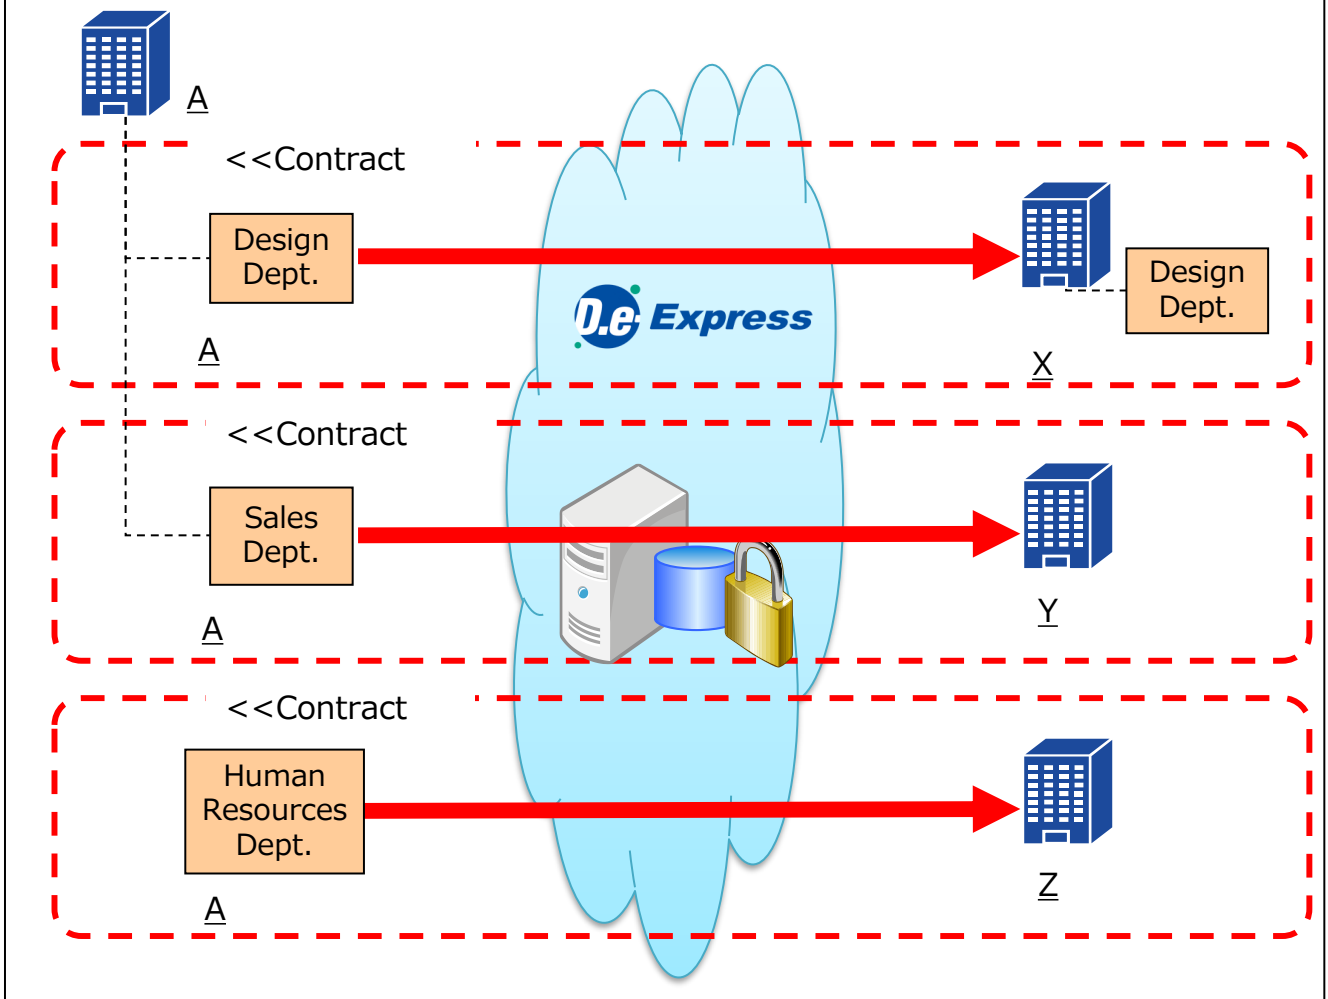 A
<<Contract
Design
Dept.
Design
Dept.
D.e-Express
A
X
<<Contract
Sales
Dept.
A
Y
<<Contract
Human
Resources
Dept.
A
Z